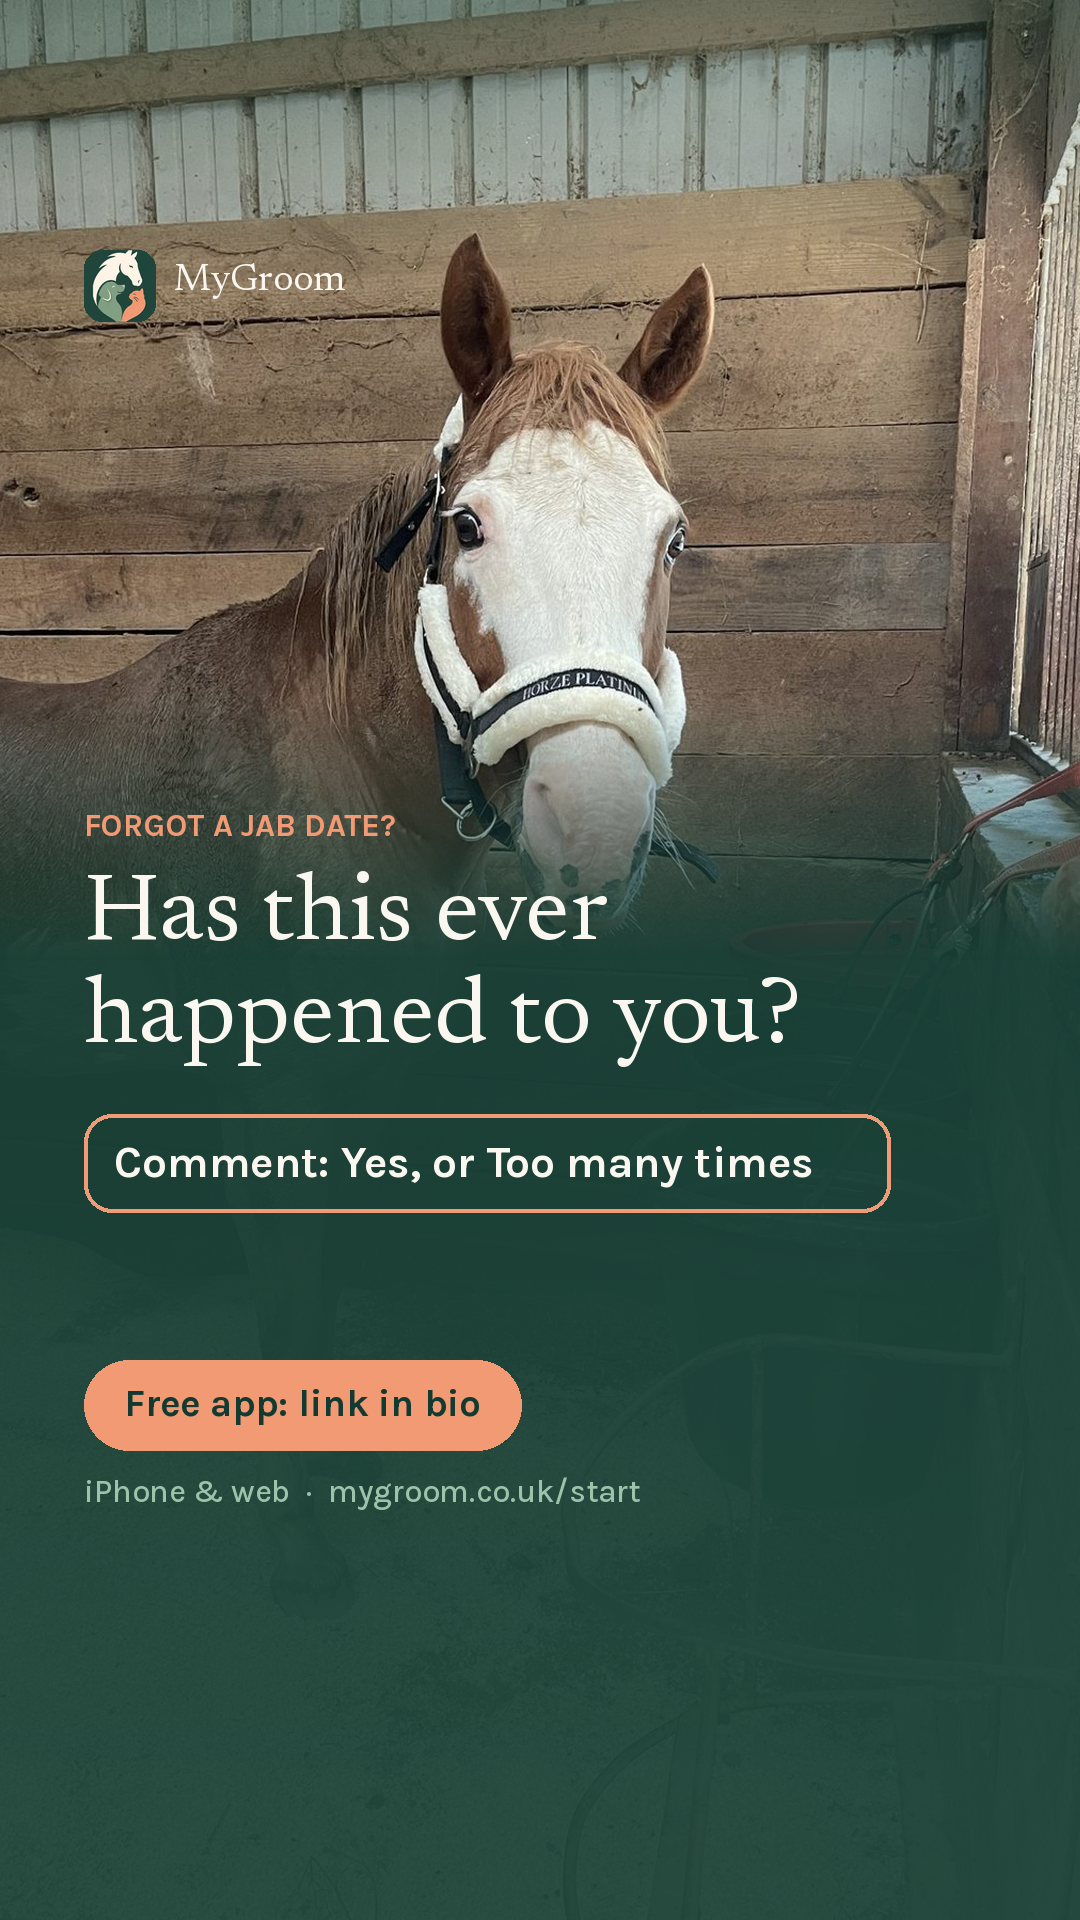 MyGroom
HORZE PLATINU
FORGOT A JAB DATE?
Has this ever
happened to you?
Comment: Yes, or Too many times
Free app: link in bio
iPhone & web · mygroom.co.uk/start